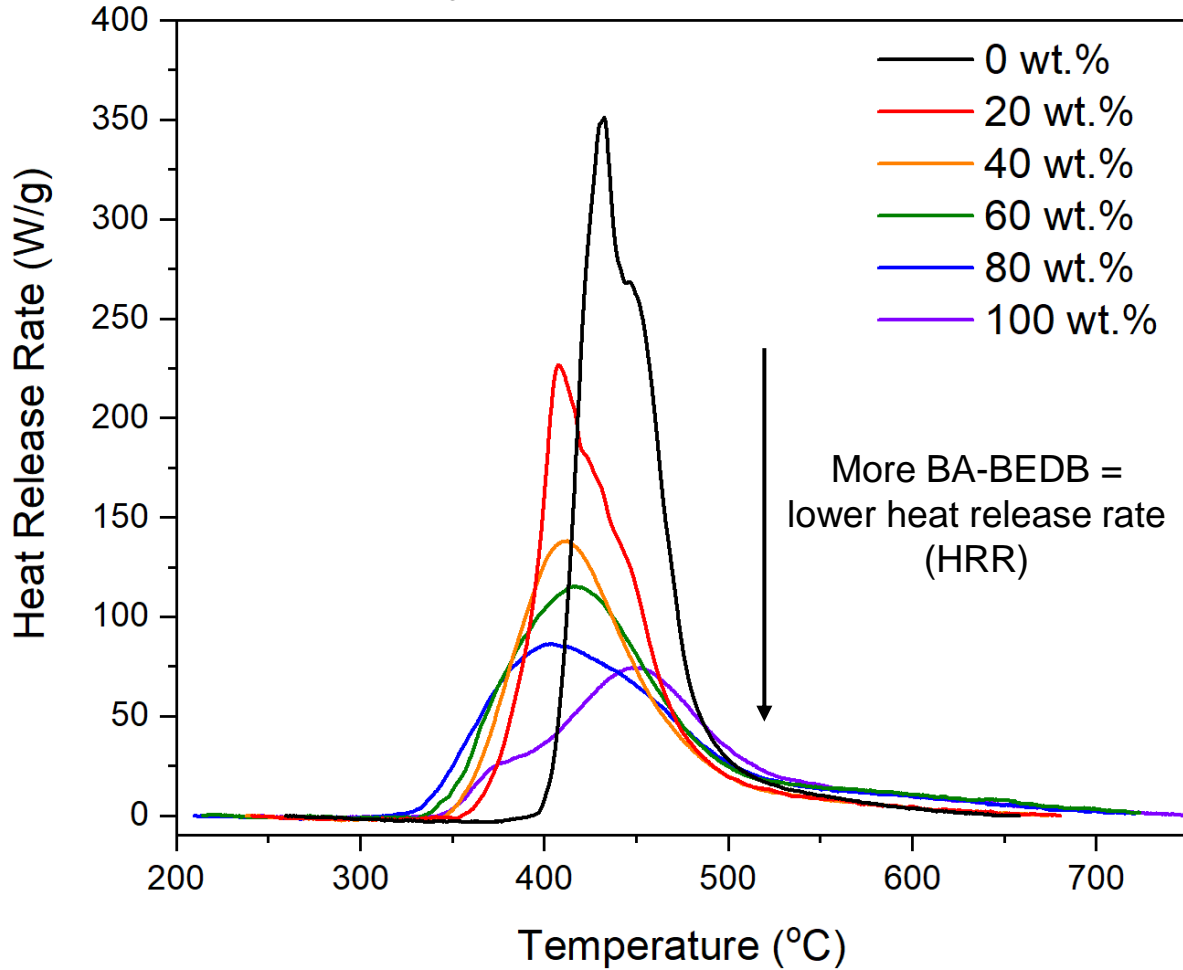 400
350
300
250
200
150
100
50
0
Heat Release Rate (W/g)
0 wt.%
20 wt.%
40 wt.%
60 wt.%
80 wt.%
100 wt.%
More BA-BEDB =
lower heat release rate
(HRR)
200 300 400 500 600 700
Temperature (°C)